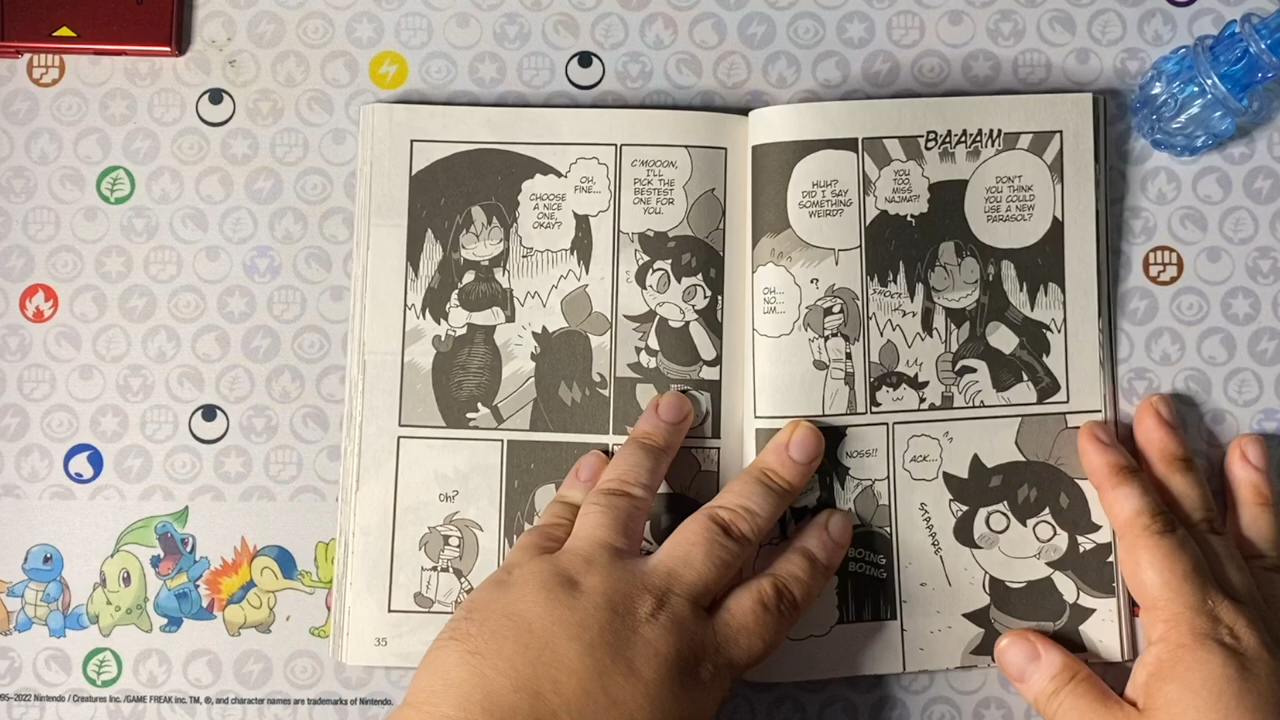 BAAAM
DON'T
YOU THINK
YOU COULD
USE A NEW
PARASOL?
YOU
TOO,
MISS
NAJMA?!
SHOCK
HUH?
DID I SAY
SOMETHING
WEIRD?
?
OH...
NO...
UM...
ACK...
STAAARE
NOSS!!
BOING
BOING
C'MOOON,
I'LL
PICK THE
BESTEST
ONE FOR
YOU.
OH,
FINE...
CHOOSE
A NICE
ONE,
OKAY?
Oh?
35
95–2022 Nintendo / Creatures Inc. /GAME FREAK inc. TM, ®, and character names are trademarks of Nintendo.